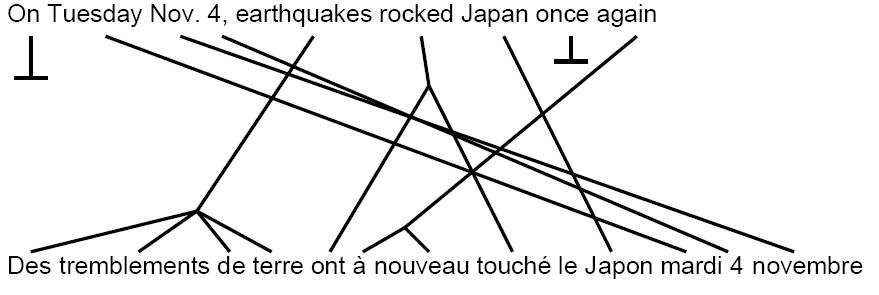 On Tuesday Nov. 4, earthquakes rocked Japan once again
Des tremblements de terre ont à nouveau touché le Japon mardi 4 novembre